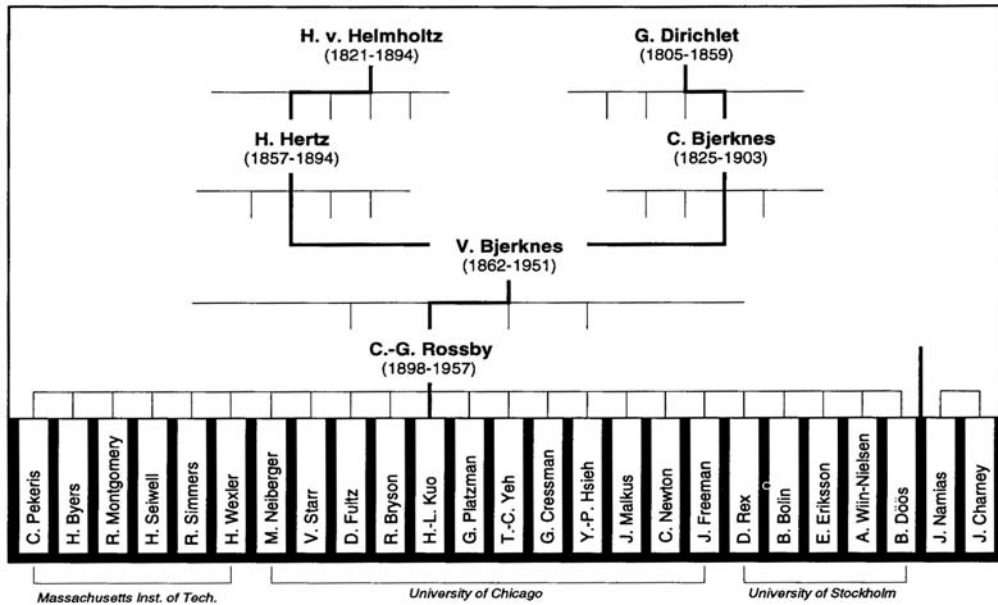 H. v. Helmholtz
(1821-1894)
G. Dirichlet
(1805-1859)
H. Hertz
(1857-1894)
C. Bjerknes
(1825-1903)
V. Bjerknes
(1862-1951)
C.-G. Rossby
(1898-1957)
C. Pekeris
H. Byers
R. Montgomery
H. Seiwell
R. Simmers
H. Wexler
M. Neiberger
V. Starr
D. Fultz
R. Bryson
H.-L. Kuo
G. Platzman
T.-C. Yeh
G. Cressman
Y.-P. Hsieh
J. Malkus
C. Newton
J. Freeman
D. Rex
B. Bolin
E. Eriksson
A. Wiin-Nielsen
B. Döös
J. Namias
J. Charney
Massachusetts Inst. of Tech.
University of Chicago
University of Stockholm